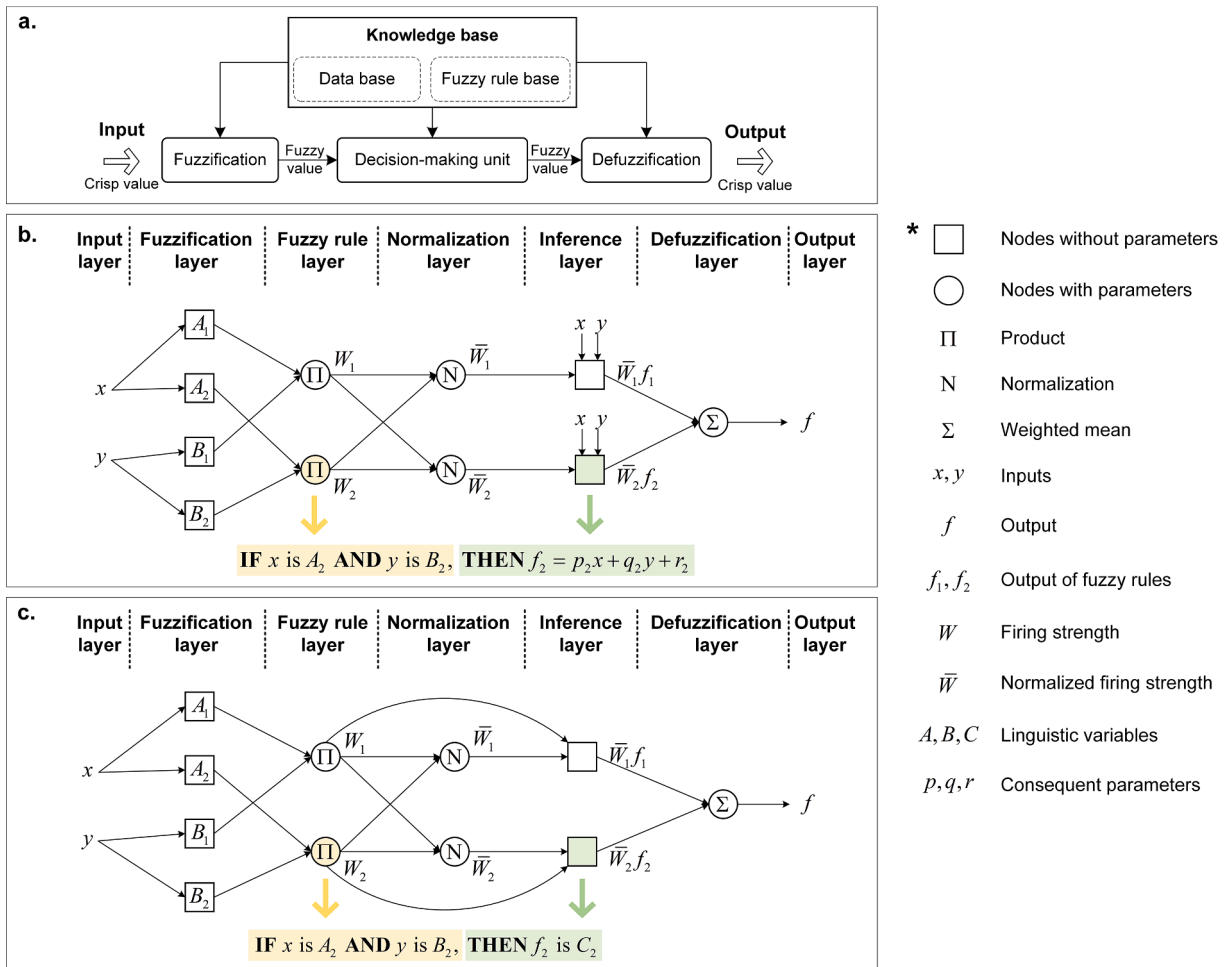 a.
Knowledge base
Data base
Fuzzy rule base
Input
Crisp value
Fuzzification
Fuzzy
value
Decision-making unit
Fuzzy
value
Defuzzification
Output
Crisp value
b.
Input
layer
Fuzzification
layer
Fuzzy rule
layer
Normalization
layer
Inference
layer
Defuzzification
layer
Output
layer
x
y
A₁
A₂
B₁
B₂
Π
W₁
Π
W₂
N
W̅₁
N
W̅₂
x y
W̅₁f₁
x y
W̅₂f₂
Σ
f
IF x is A₂ AND y is B₂, THEN f₂ = p₂x + q₂y + r₂
c.
Input
layer
Fuzzification
layer
Fuzzy rule
layer
Normalization
layer
Inference
layer
Defuzzification
layer
Output
layer
x
y
A₁
A₂
B₁
B₂
Π
W₁
Π
W₂
N
W̅₁
N
W̅₂
W̅₁f₁
W̅₂f₂
Σ
f
IF x is A₂ AND y is B₂, THEN f₂ is C₂
* Nodes without parameters
Nodes with parameters
Π Product
N Normalization
Σ Weighted mean
x, y Inputs
f Output
f₁, f₂ Output of fuzzy rules
W Firing strength
W̅ Normalized firing strength
A, B, C Linguistic variables
p, q, r Consequent parameters